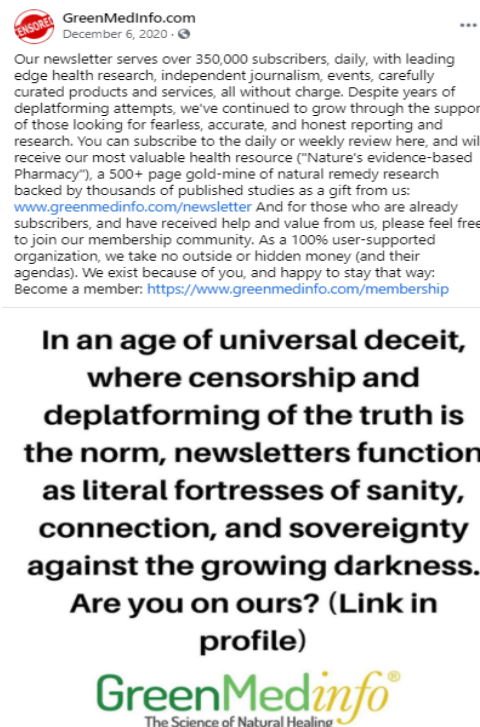 CENSORED
GreenMedInfo.com
December 6, 2020 ·
Our newsletter serves over 350,000 subscribers, daily, with leading
edge health research, independent journalism, events, carefully
curated products and services, all without charge. Despite years of
deplatforming attempts, we've continued to grow through the suppor
of those looking for fearless, accurate, and honest reporting and
research. You can subscribe to the daily or weekly review here, and wil
receive our most valuable health resource ("Nature's evidence-based
Pharmacy"), a 500+ page gold-mine of natural remedy research
backed by thousands of published studies as a gift from us:
www.greenmedinfo.com/newsletter And for those who are already
subscribers, and have received help and value from us, please feel free
to join our membership community. As a 100% user-supported
organization, we take no outside or hidden money (and their
agendas). We exist because of you, and happy to stay that way:
Become a member: https://www.greenmedinfo.com/membership
In an age of universal deceit,
where censorship and
deplatforming of the truth is
the norm, newsletters function
as literal fortresses of sanity,
connection, and sovereignty
against the growing darkness.
Are you on ours? (Link in
profile)
GreenMedinfo®
The Science of Natural Healing